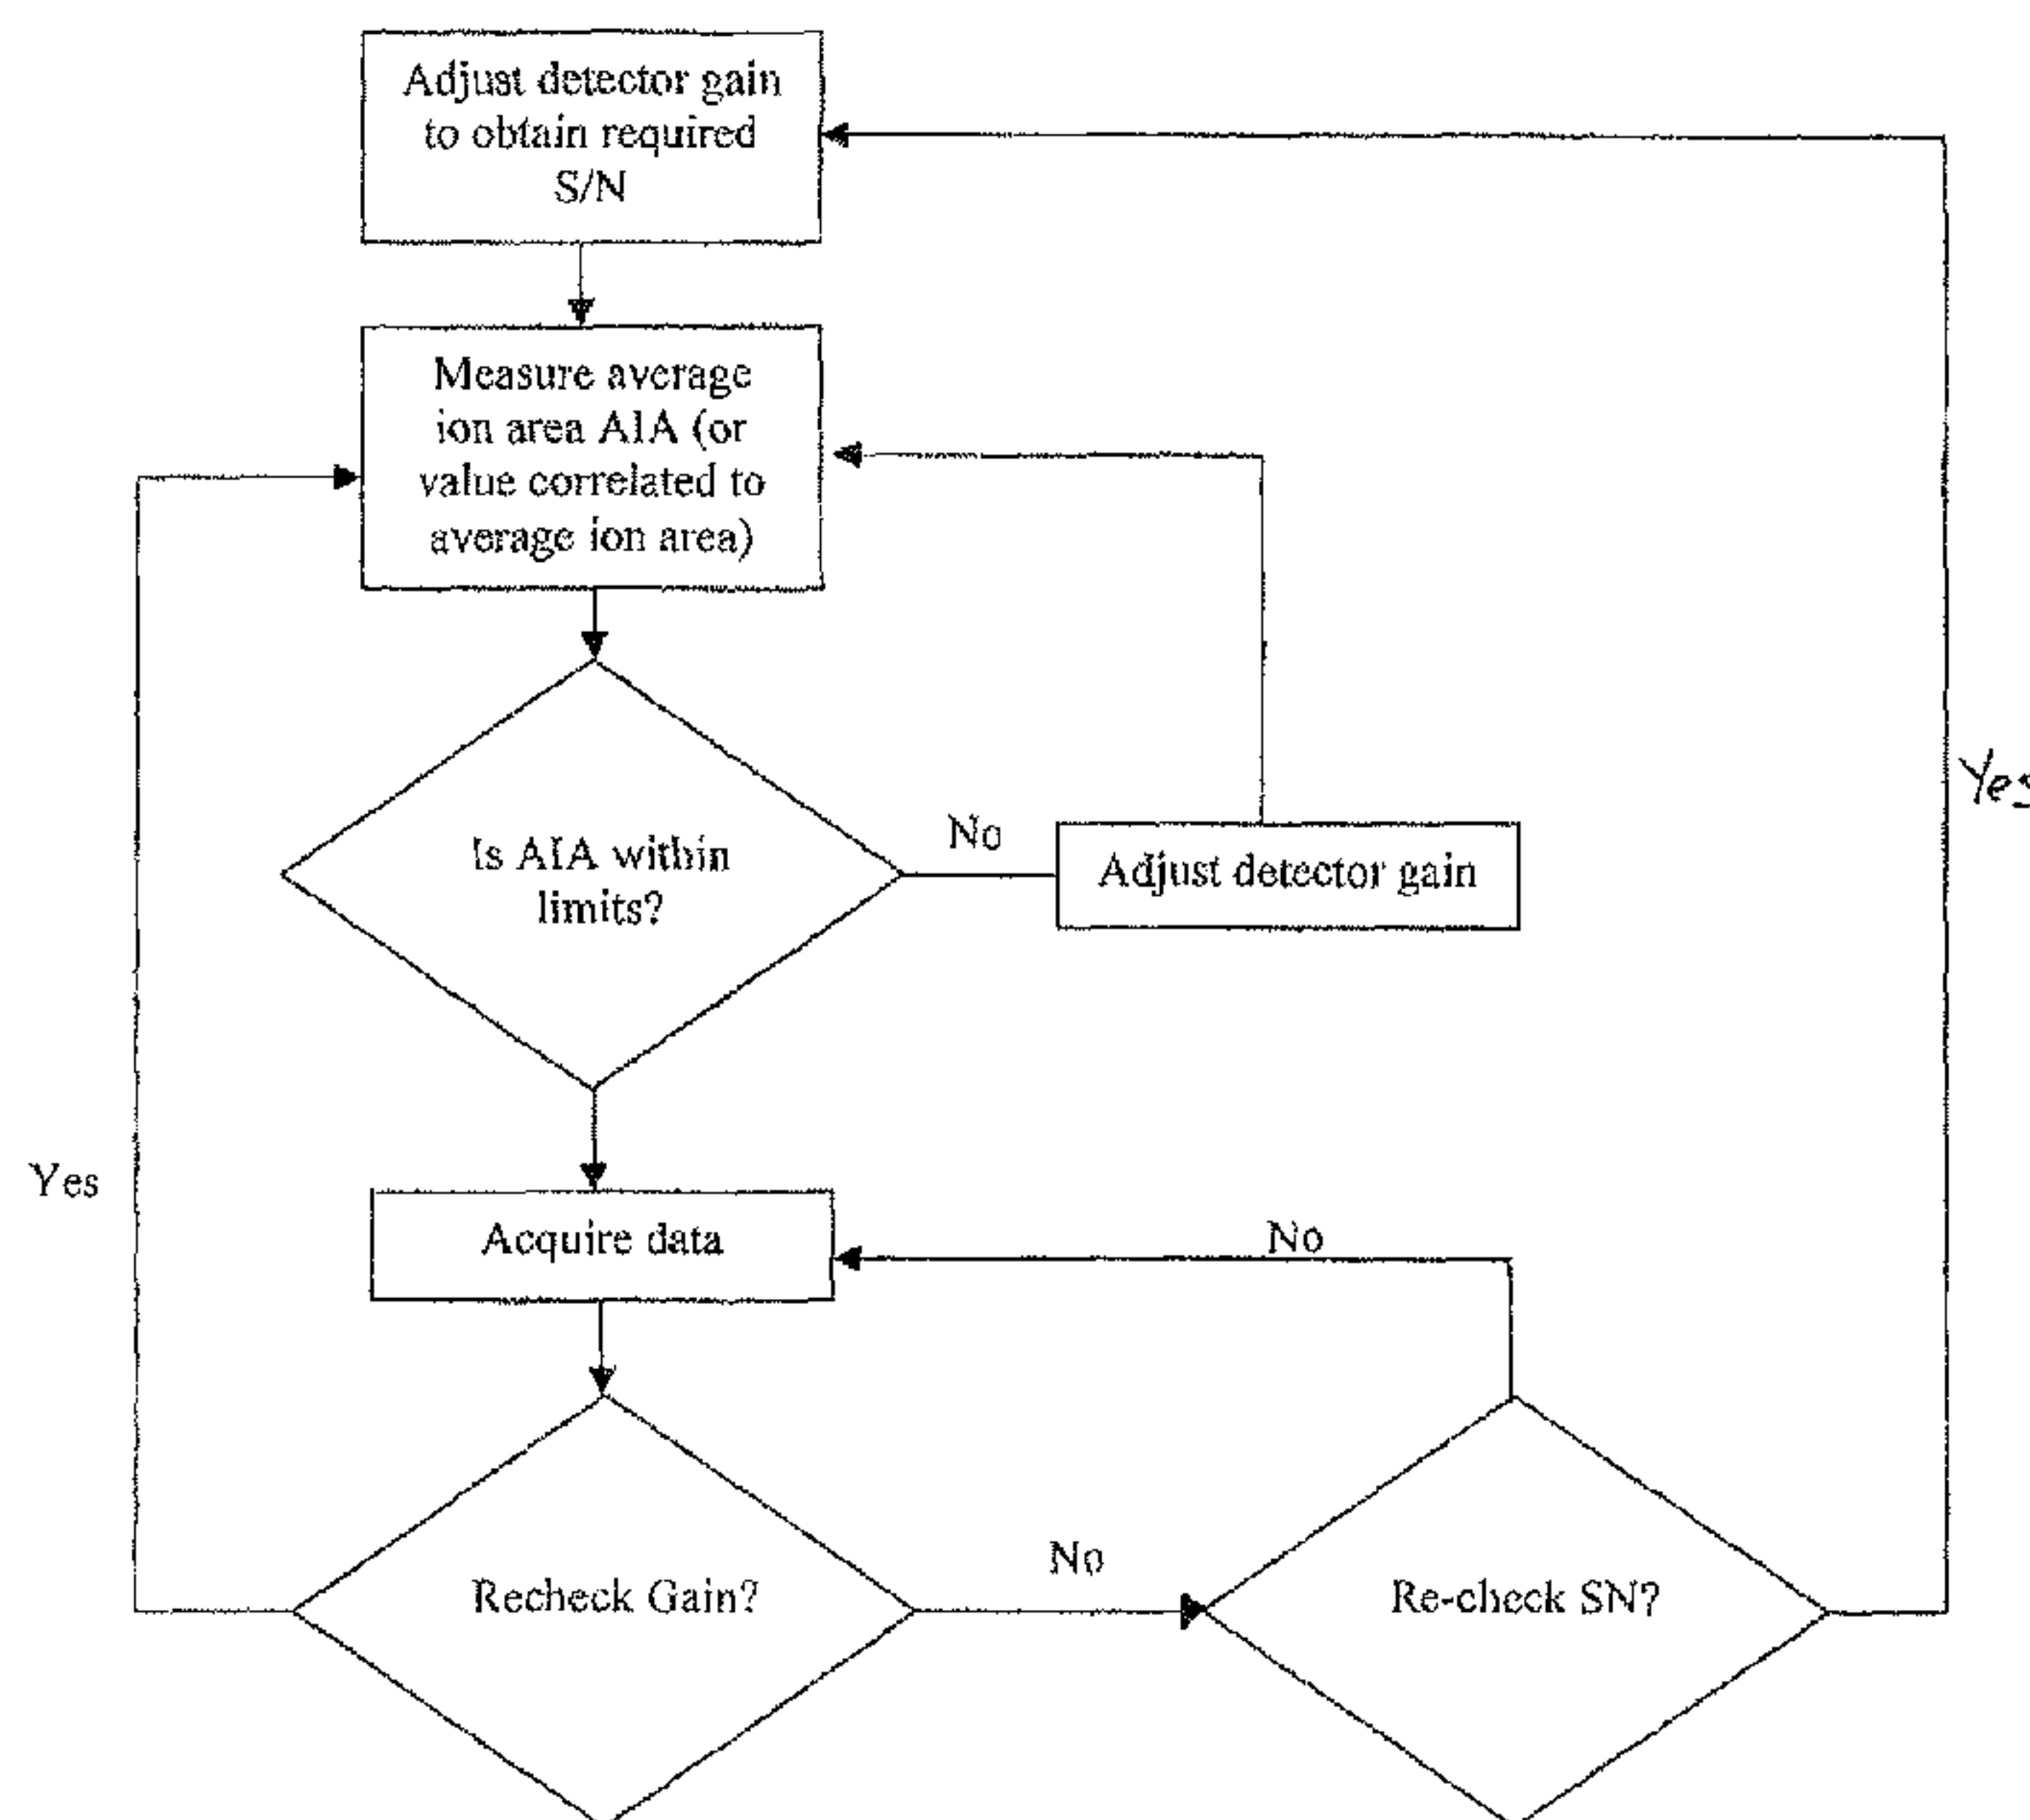 Adjust detector gain
to obtain required
S/N
Measure average
ion area AIA (or
value correlated to
average ion area)
Yes
No
Is AIA within
limits?
Adjust detector gain
Yes
Acquire data
No
No
Recheck Gain?
Re-check SN?